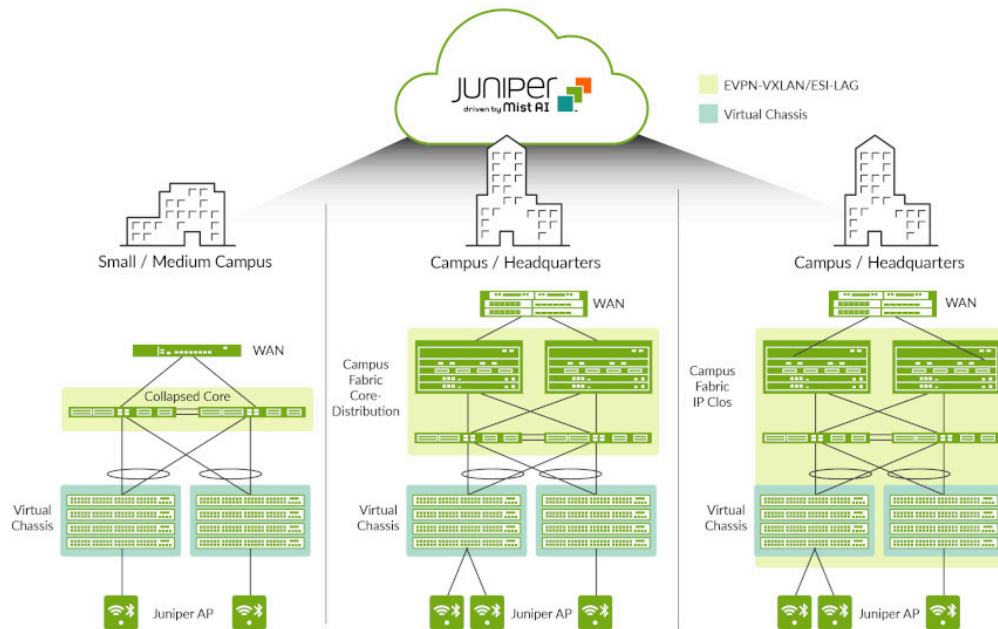 JUNIPEr
driven by Mist AI
EVPN-VXLAN/ESI-LAG
Virtual Chassis
Small / Medium Campus
WAN
Collapsed Core
Virtual
Chassis
Juniper AP
Campus / Headquarters
WAN
Campus
Fabric
Core-
Distribution
Virtual
Chassis
Juniper AP
Campus / Headquarters
WAN
Campus
Fabric
IP Clos
Virtual
Chassis
Juniper AP